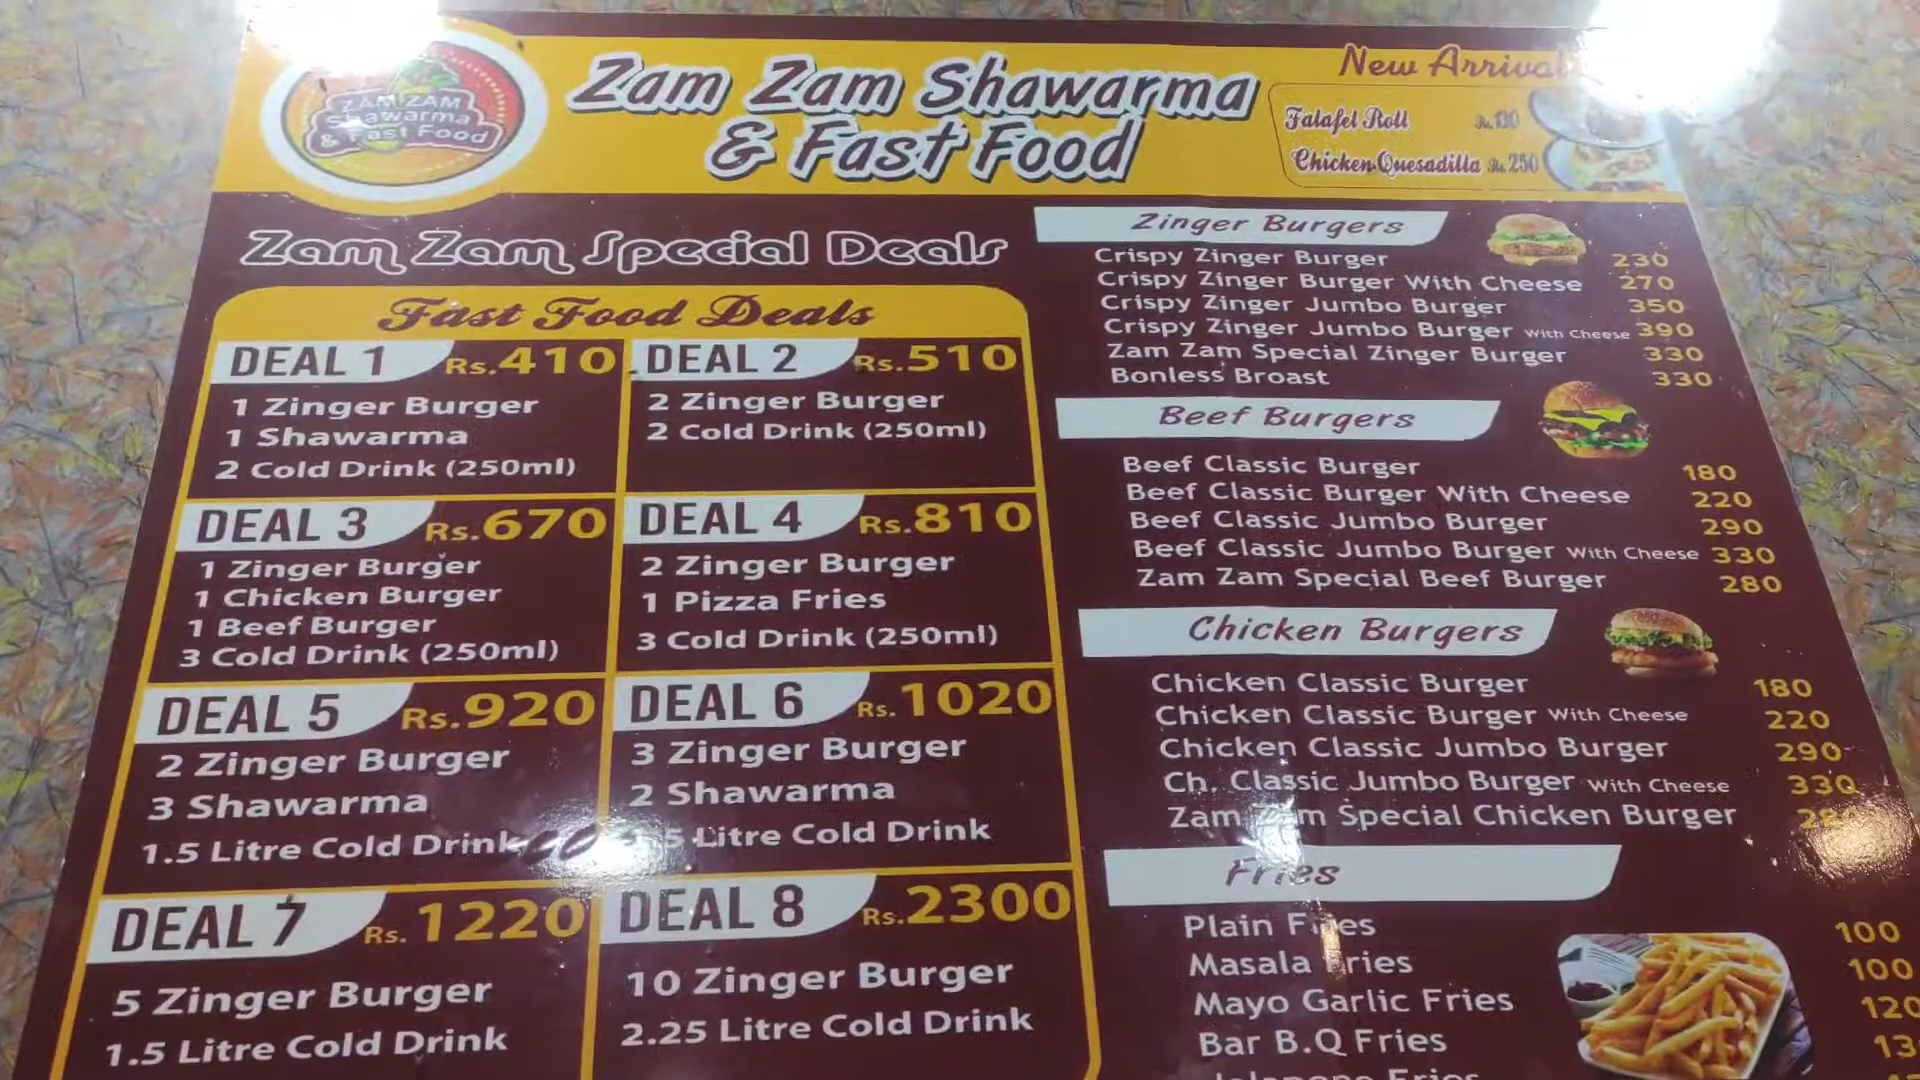 ZAM ZAM
Shawarma
& Fast Food
Zam Zam Shawarma
& Fast Food
New Arrival
Falafel Roll Rs.130
Chicken Quesadilla Rs.250
Zam Zam Special Deals
Fast Food Deals
DEAL 1 Rs.410
1 Zinger Burger
1 Shawarma
2 Cold Drink (250ml)
DEAL 2 Rs.510
2 Zinger Burger
2 Cold Drink (250ml)
DEAL 3 Rs.670
1 Zinger Burger
1 Chicken Burger
1 Beef Burger
3 Cold Drink (250ml)
DEAL 4 Rs.810
2 Zinger Burger
1 Pizza Fries
3 Cold Drink (250ml)
DEAL 5 Rs.920
2 Zinger Burger
3 Shawarma
1.5 Litre Cold Drink
DEAL 6 Rs.1020
3 Zinger Burger
2 Shawarma
Litre Cold Drink
DEAL 7 Rs.1220
5 Zinger Burger
1.5 Litre Cold Drink
DEAL 8 Rs.2300
10 Zinger Burger
2.25 Litre Cold Drink
Zinger Burgers
Crispy Zinger Burger 230
Crispy Zinger Burger With Cheese 270
Crispy Zinger Jumbo Burger 350
Crispy Zinger Jumbo Burger With Cheese 390
Zam Zam Special Zinger Burger 330
Bonless Broast 330
Beef Burgers
Beef Classic Burger 180
Beef Classic Burger With Cheese 220
Beef Classic Jumbo Burger 290
Beef Classic Jumbo Burger With Cheese 330
Zam Zam Special Beef Burger 280
Chicken Burgers
Chicken Classic Burger 180
Chicken Classic Burger With Cheese 220
Chicken Classic Jumbo Burger 290
Ch. Classic Jumbo Burger With Cheese 330
Zam Zam Special Chicken Burger
Fries
Plain Fries 100
Masala Fries 100
Mayo Garlic Fries 120
Bar B.Q Fries
Jalapeno Fries